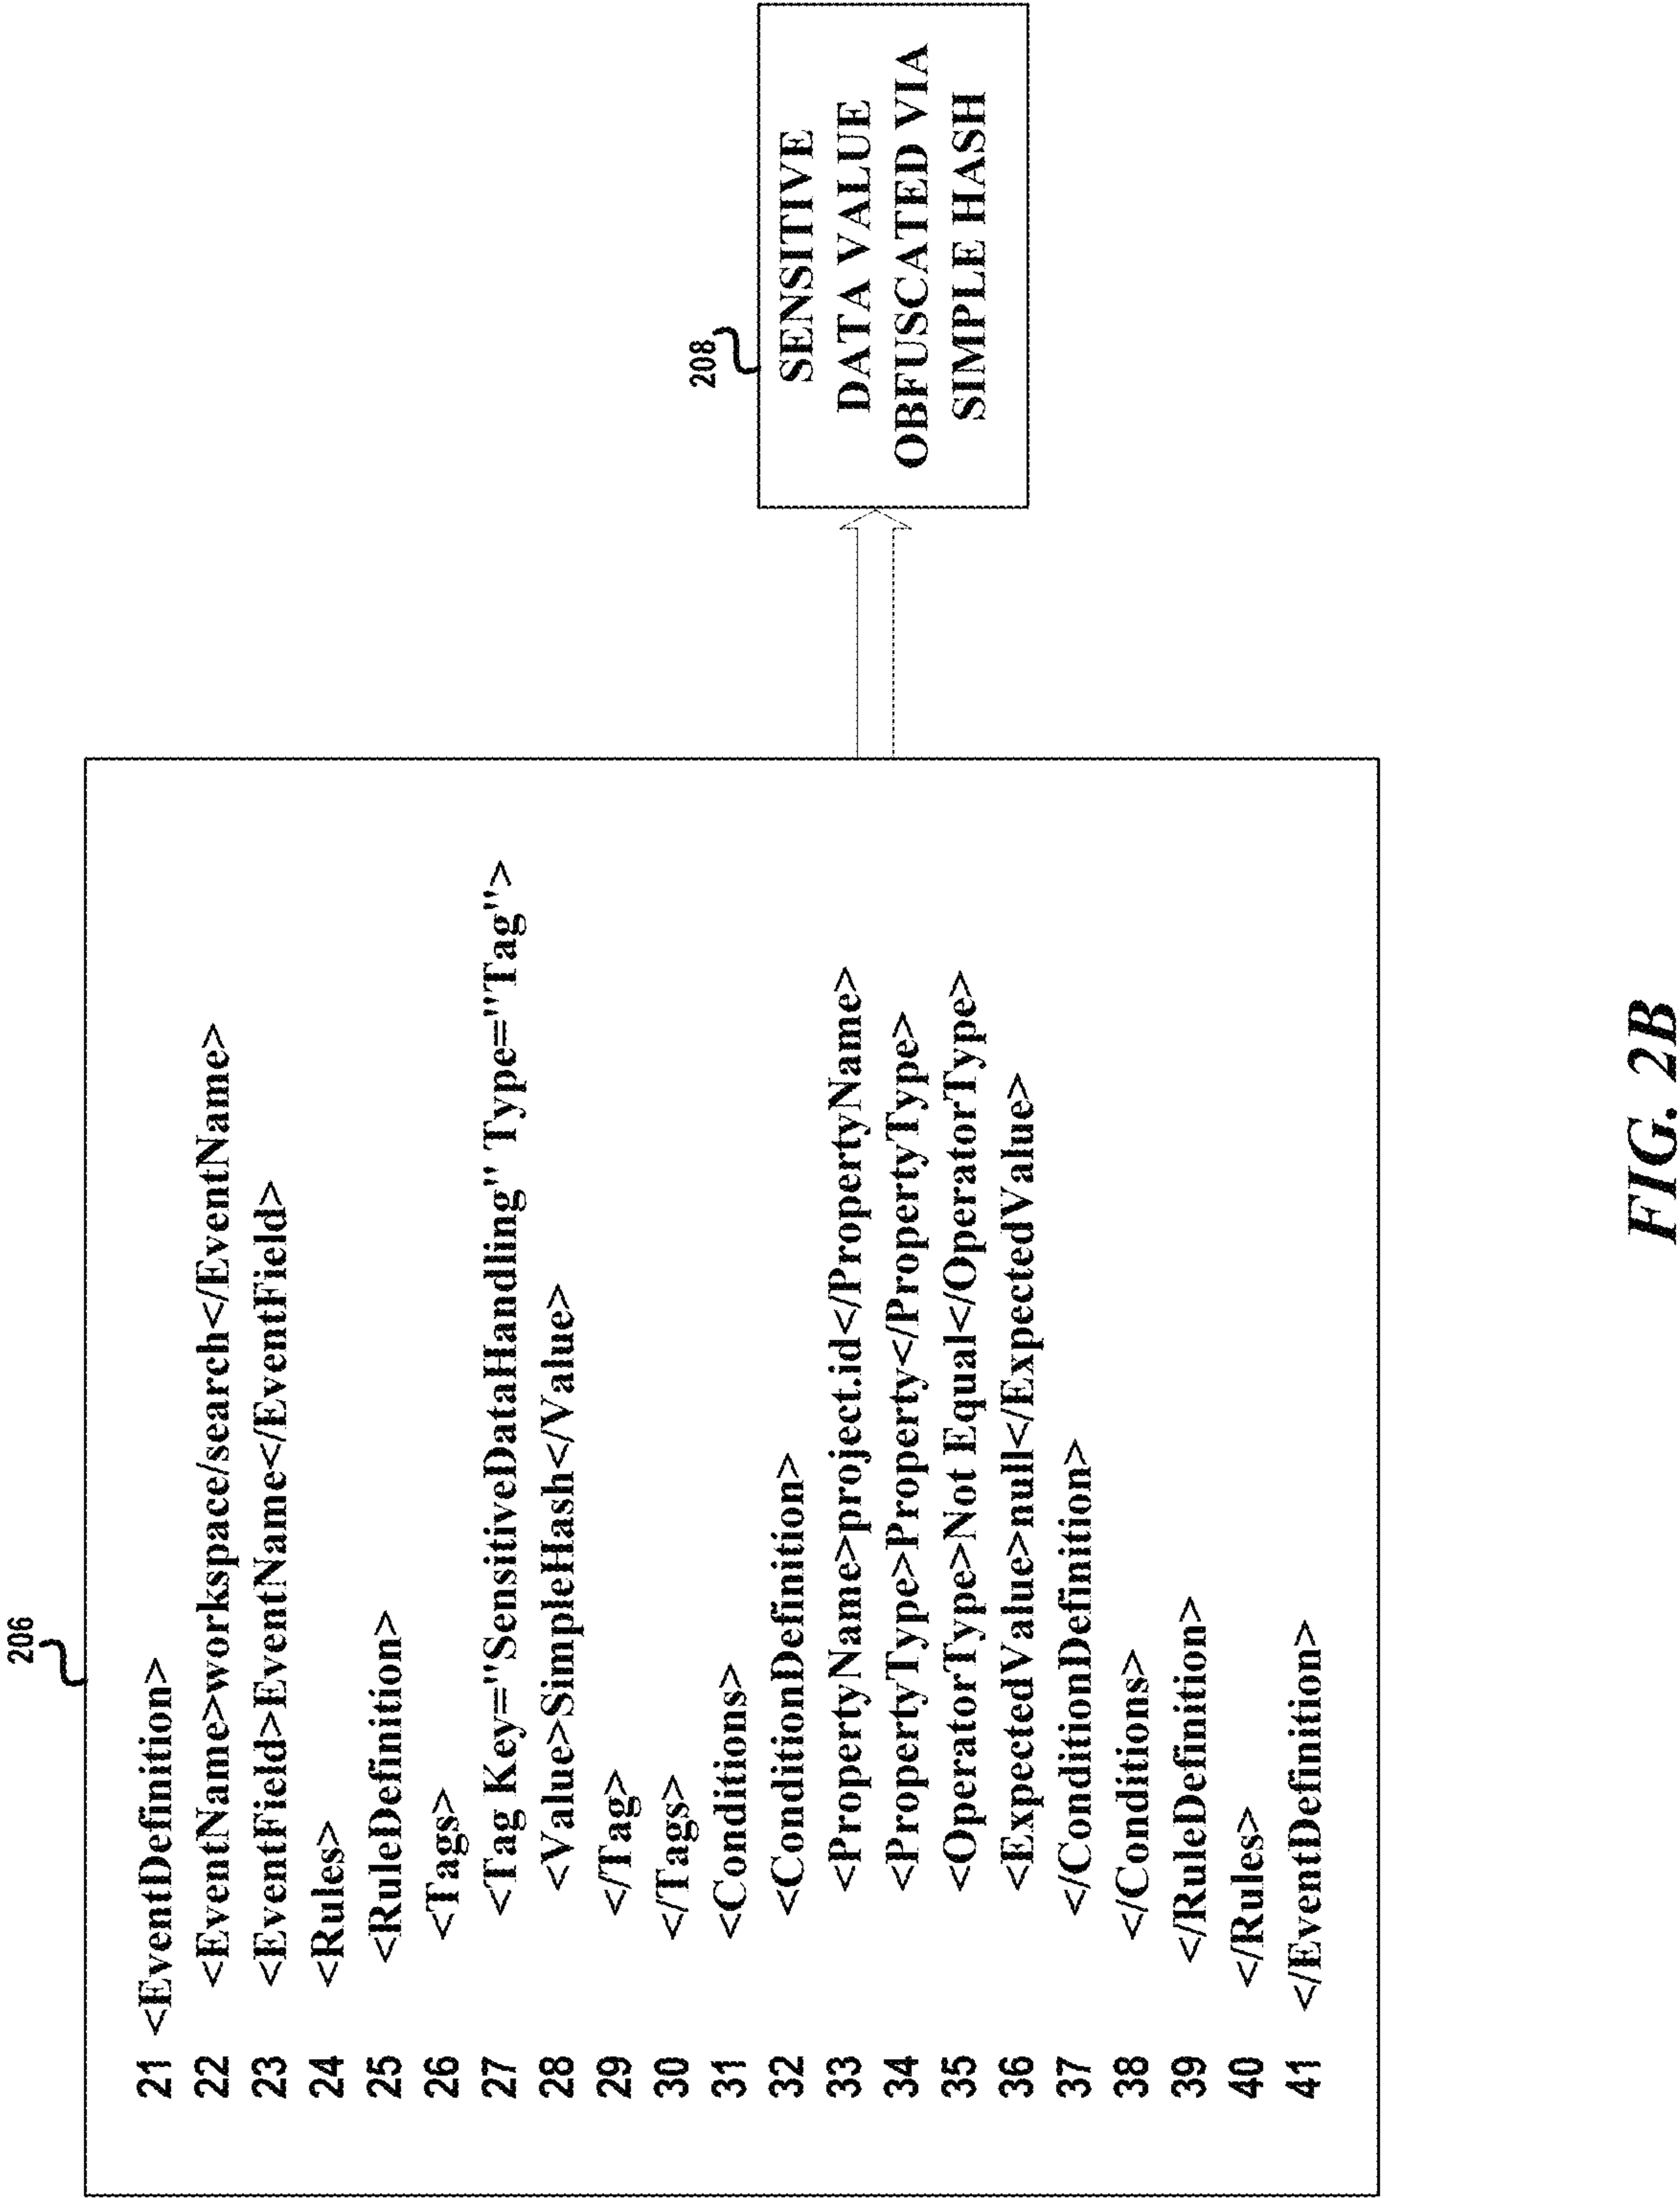 206
21 <EventDefinition>
22 <EventName>workspace/search</EventName>
23 <EventField>EventName</EventField>
24 <Rules>
25 <RuleDefinition>
26 <Tags>
27 <Tag Key="SensitiveDataHandling" Type="Tag">
28 <Value>SimpleHash</Value>
29 </Tag>
30 </Tags>
31 <Conditions>
32 <ConditionDefinition>
33 <PropertyName>project.id</PropertyName>
34 <PropertyType>Property</PropertyType>
35 <OperatorType>Not Equal</OperatorType>
36 <ExpectedValue>null</ExpectedValue>
37 </ConditionDefinition>
38 </Conditions>
39 </RuleDefinition>
40 </Rules>
41 </EventDefinition>
208
SENSITIVE
DATA VALUE
OBFUSCATED VIA
SIMPLE HASH
FIG. 2B